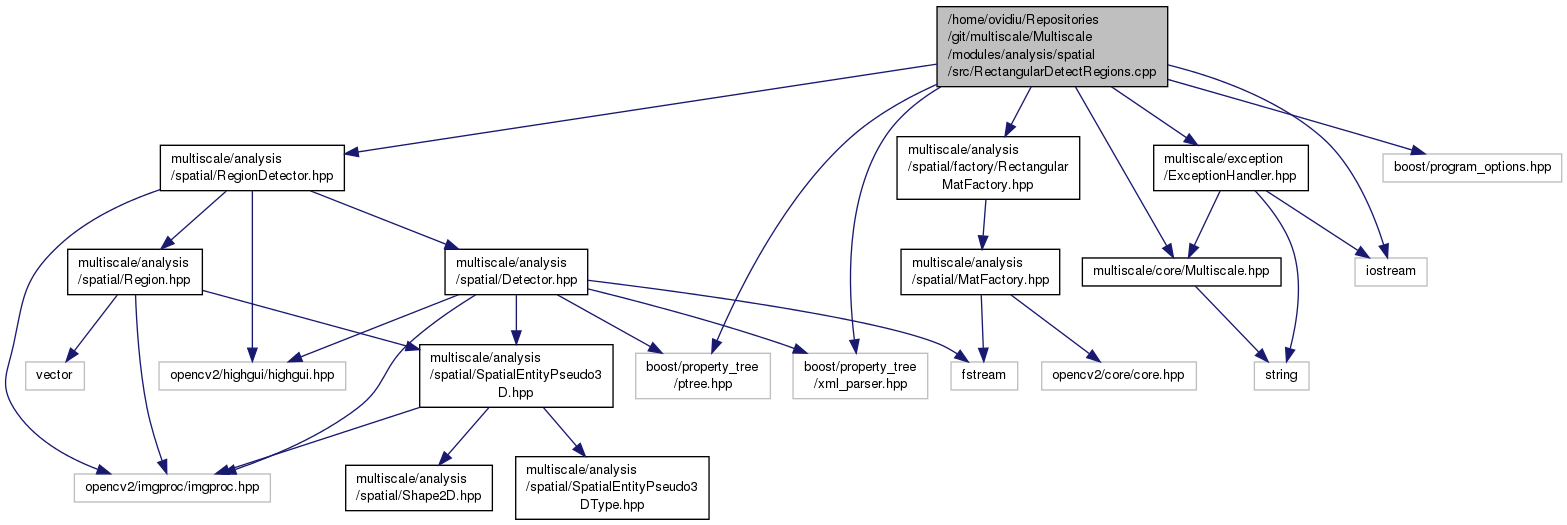 /home/ovidiu/Repositories
/git/multiscale/Multiscale
/modules/analysis/spatial
/src/RectangularDetectRegions.cpp
multiscale/analysis
/spatial/RegionDetector.hpp
multiscale/analysis
/spatial/factory/Rectangular
MatFactory.hpp
multiscale/exception
/ExceptionHandler.hpp
boost/program_options.hpp
multiscale/analysis
/spatial/Region.hpp
multiscale/analysis
/spatial/Detector.hpp
multiscale/analysis
/spatial/MatFactory.hpp
multiscale/core/Multiscale.hpp
iostream
vector
opencv2/highgui/highgui.hpp
multiscale/analysis
/spatial/SpatialEntityPseudo3
D.hpp
boost/property_tree
/ptree.hpp
boost/property_tree
/xml_parser.hpp
fstream
opencv2/core/core.hpp
string
opencv2/imgproc/imgproc.hpp
multiscale/analysis
/spatial/Shape2D.hpp
multiscale/analysis
/spatial/SpatialEntityPseudo3
DType.hpp